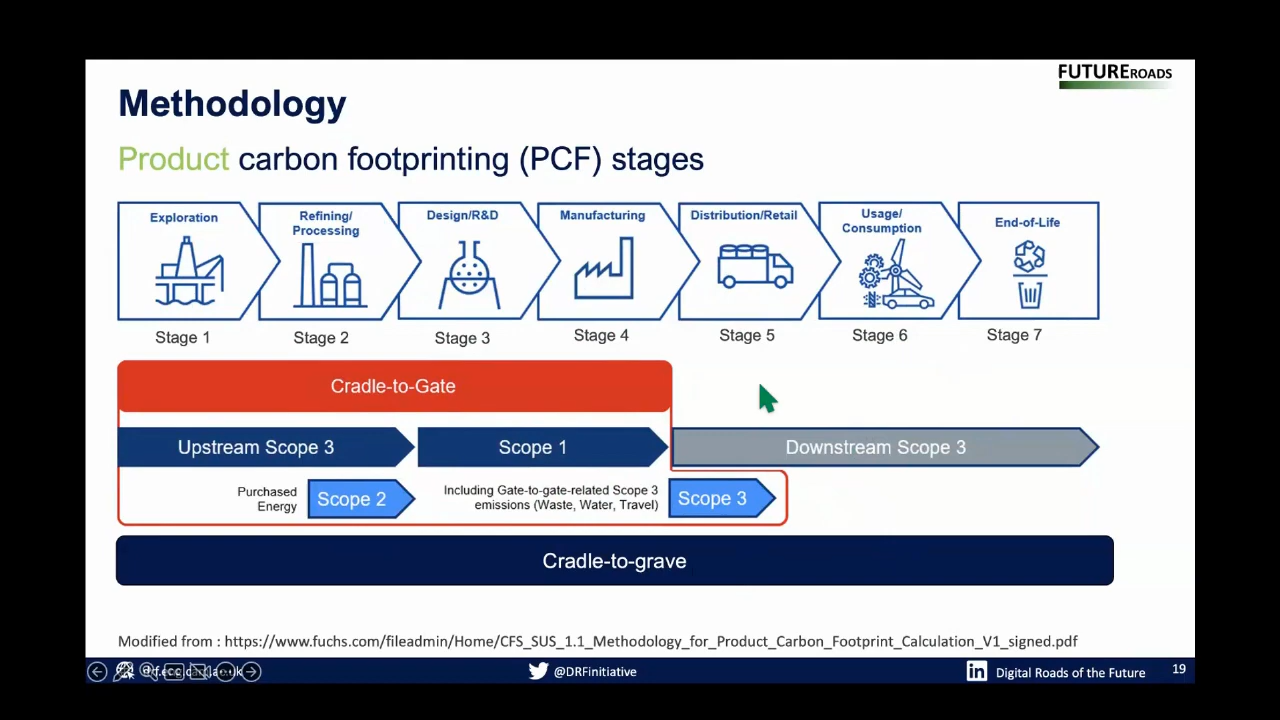 FUTUREROADS
Methodology
Product carbon footprinting (PCF) stages
Exploration
Refining/
Processing
Design/R&D
Manufacturing
Distribution/Retail
Usage/
Consumption
End-of-Life
Stage 1
Stage 2
Stage 3
Stage 4
Stage 5
Stage 6
Stage 7
Cradle-to-Gate
Upstream Scope 3
Scope 1
Downstream Scope 3
Purchased
Energy
Scope 2
Including Gate-to-gate-related Scope 3
emissions (Waste, Water, Travel)
Scope 3
Cradle-to-grave
Modified from : https://www.fuchs.com/fileadmin/Home/CFS_SUS_1.1_Methodology_for_Product_Carbon_Footprint_Calculation_V1_signed.pdf
@DRFinitiative
in Digital Roads of the Future
19